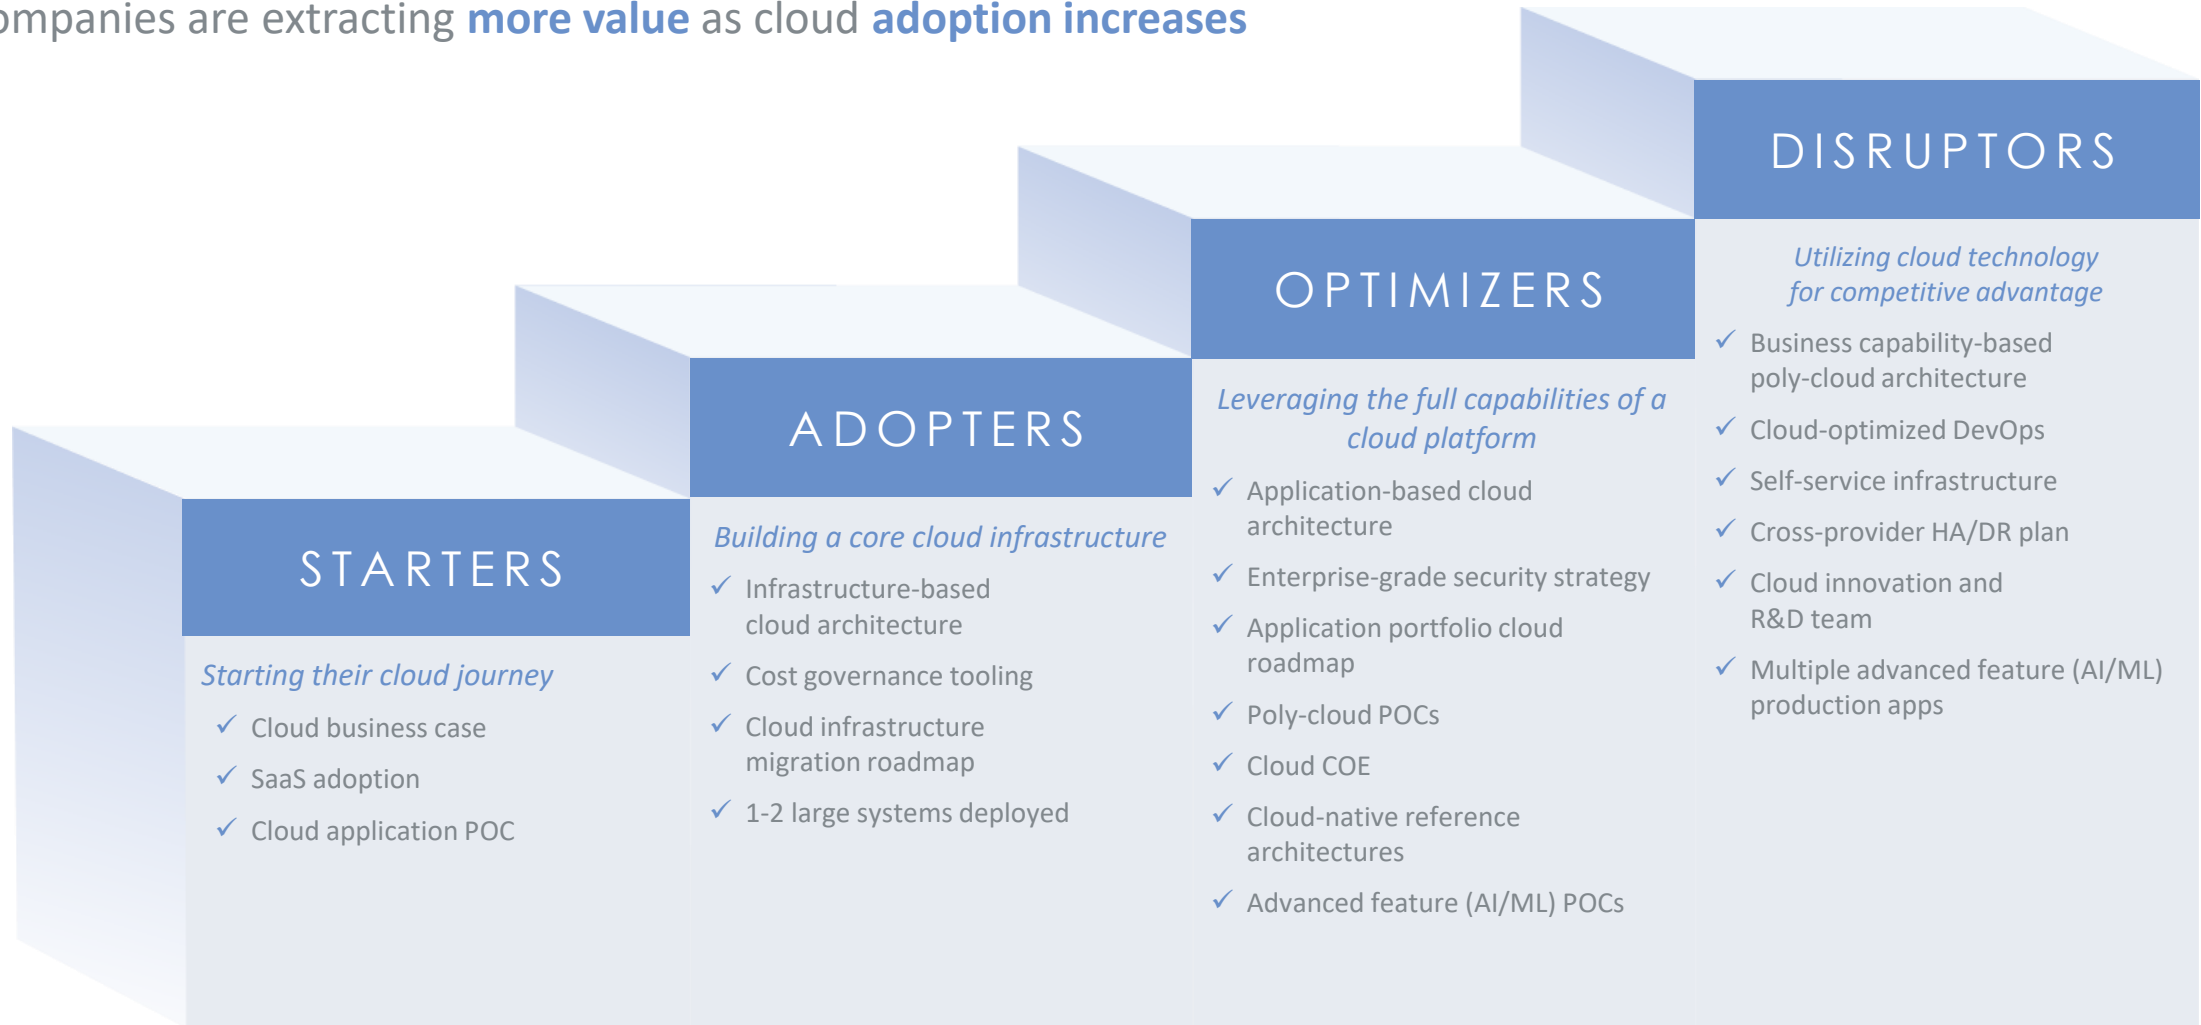 ompanies are extracting more value as cloud adoption increases
STARTERS
Starting their cloud journey
✓ Cloud business case
✓ SaaS adoption
✓ Cloud application POC
ADOPTERS
Building a core cloud infrastructure
✓ Infrastructure-based
cloud architecture
✓ Cost governance tooling
✓ Cloud infrastructure
migration roadmap
✓ 1-2 large systems deployed
OPTIMIZERS
Leveraging the full capabilities of a
cloud platform
✓ Application-based cloud
architecture
✓ Enterprise-grade security strategy
✓ Application portfolio cloud
roadmap
✓ Poly-cloud POCs
✓ Cloud COE
✓ Cloud-native reference
architectures
✓ Advanced feature (AI/ML) POCs
DISRUPTORS
Utilizing cloud technology
for competitive advantage
✓ Business capability-based
poly-cloud architecture
✓ Cloud-optimized DevOps
✓ Self-service infrastructure
✓ Cross-provider HA/DR plan
✓ Cloud innovation and
R&D team
✓ Multiple advanced feature (AI/ML)
production apps